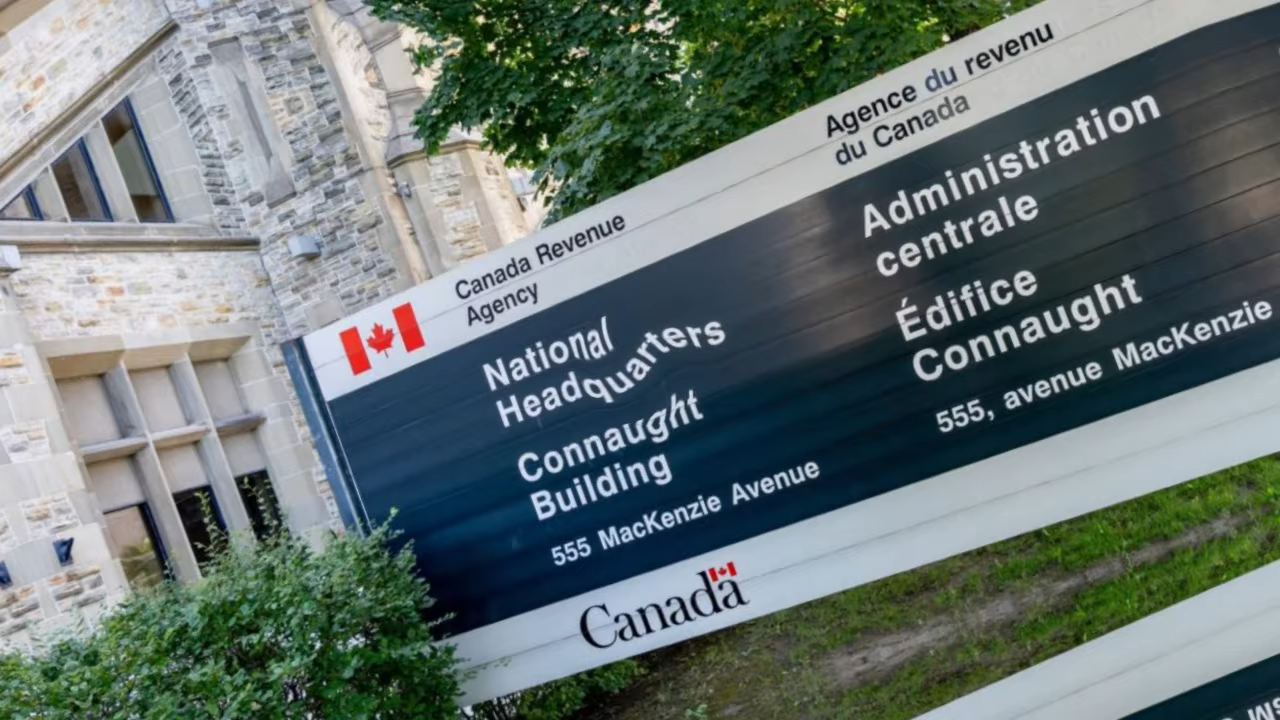 Canada Revenue
Agency
Agence du revenu
du Canada
National
Headquarters
Connaught
Building
555 MacKenzie Avenue
Administration
centrale
Édifice
Connaught
555, avenue MacKenzie
Canada